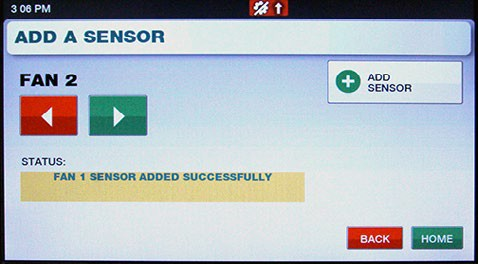 3 06 PM
ADD A SENSOR
FAN 2
ADD
SENSOR
STATUS:
FAN 1 SENSOR ADDED SUCCESSFULLY
BACK
HOME